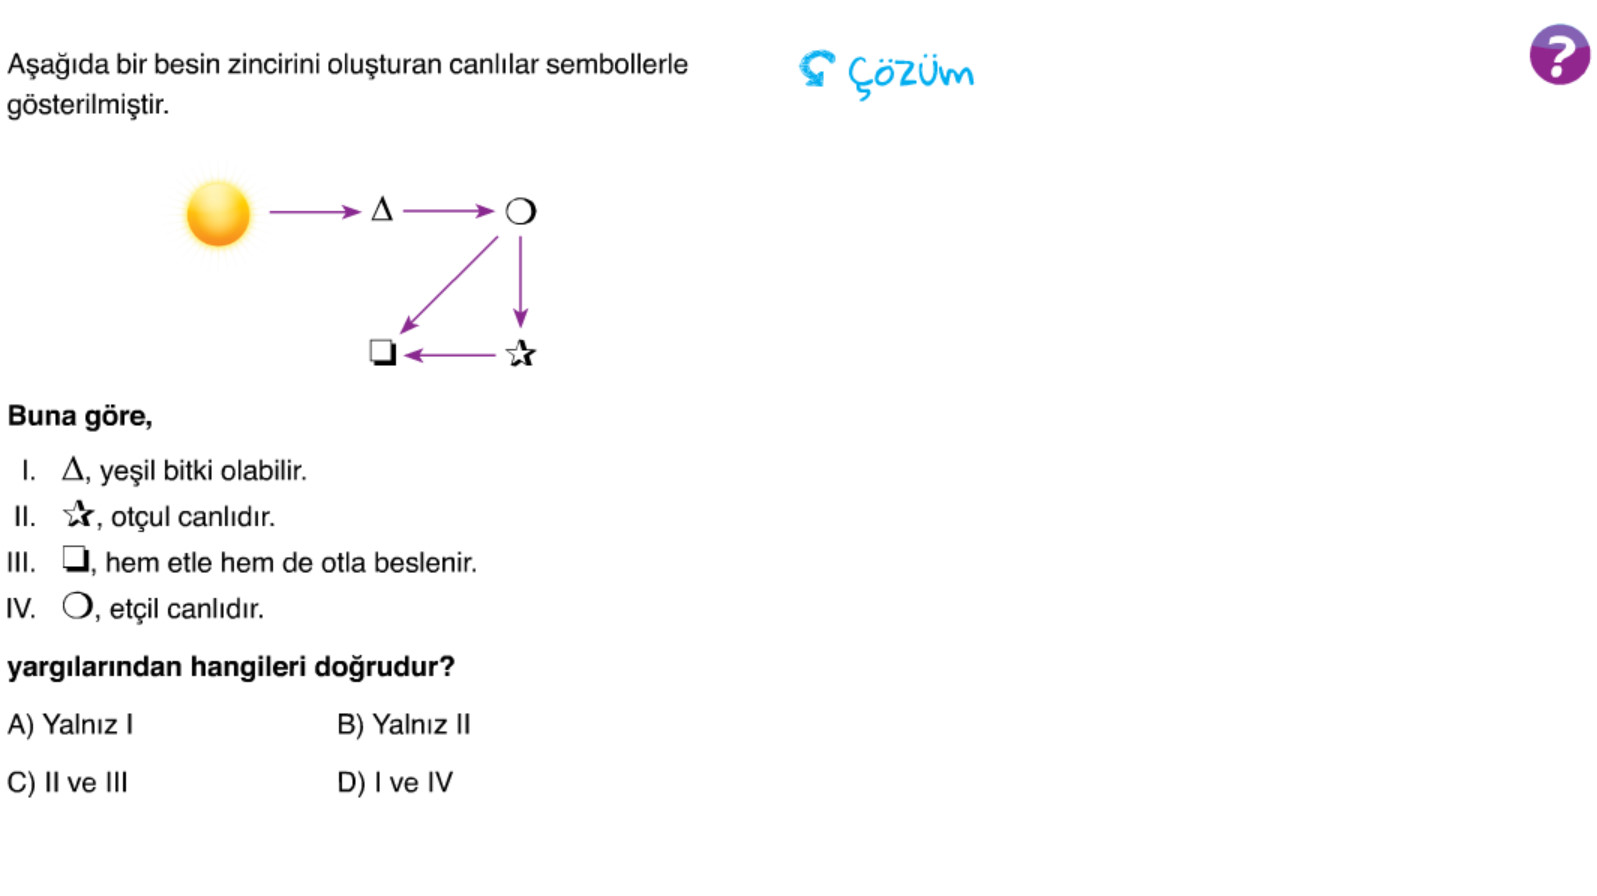 Aşağıda bir besin zincirini oluşturan canlılar sembollerle
gösterilmiştir.
Çözüm
?
Δ
Buna göre,
I. Δ, yeşil bitki olabilir.
II. ☆, otçul canlıdır.
III. ❏, hem etle hem de otla beslenir.
IV. ❍, etçil canlıdır.
yargılarından hangileri doğrudur?
A) Yalnız I
B) Yalnız II
C) II ve III
D) I ve IV